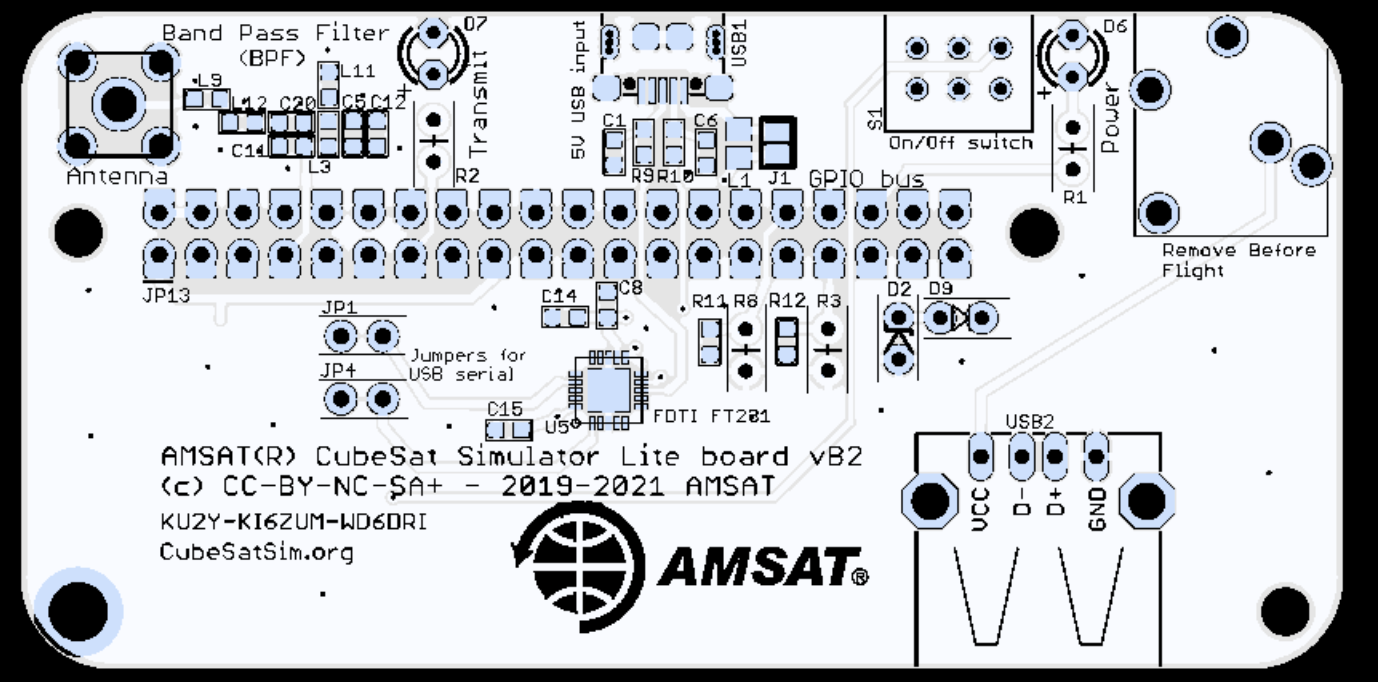 Band Pass Filter
(BPF)
D7
Transmit
5V USB input
USB1
D6
Power
S1
On/Off switch
L9
L11
L12
C20
C5
C12
C11
L3
R2
C1
R9
R10
C6
L1
J1
GPIO bus
R1
Antenna
Remove Before
Flight
JP13
JP1
JP4
Jumpers for
USB serial
C14
C8
R11
R8
R12
R3
D2
D9
C15
U5
FDTI FT201
USB2
VCC
D-
D+
GND
AMSAT(R) CubeSat Simulator Lite board vB2
(c) CC-BY-NC-SA+ - 2019-2021 AMSAT
KU2Y-KI6ZUM-WD6DRI
CubeSatSim.org
AMSAT®